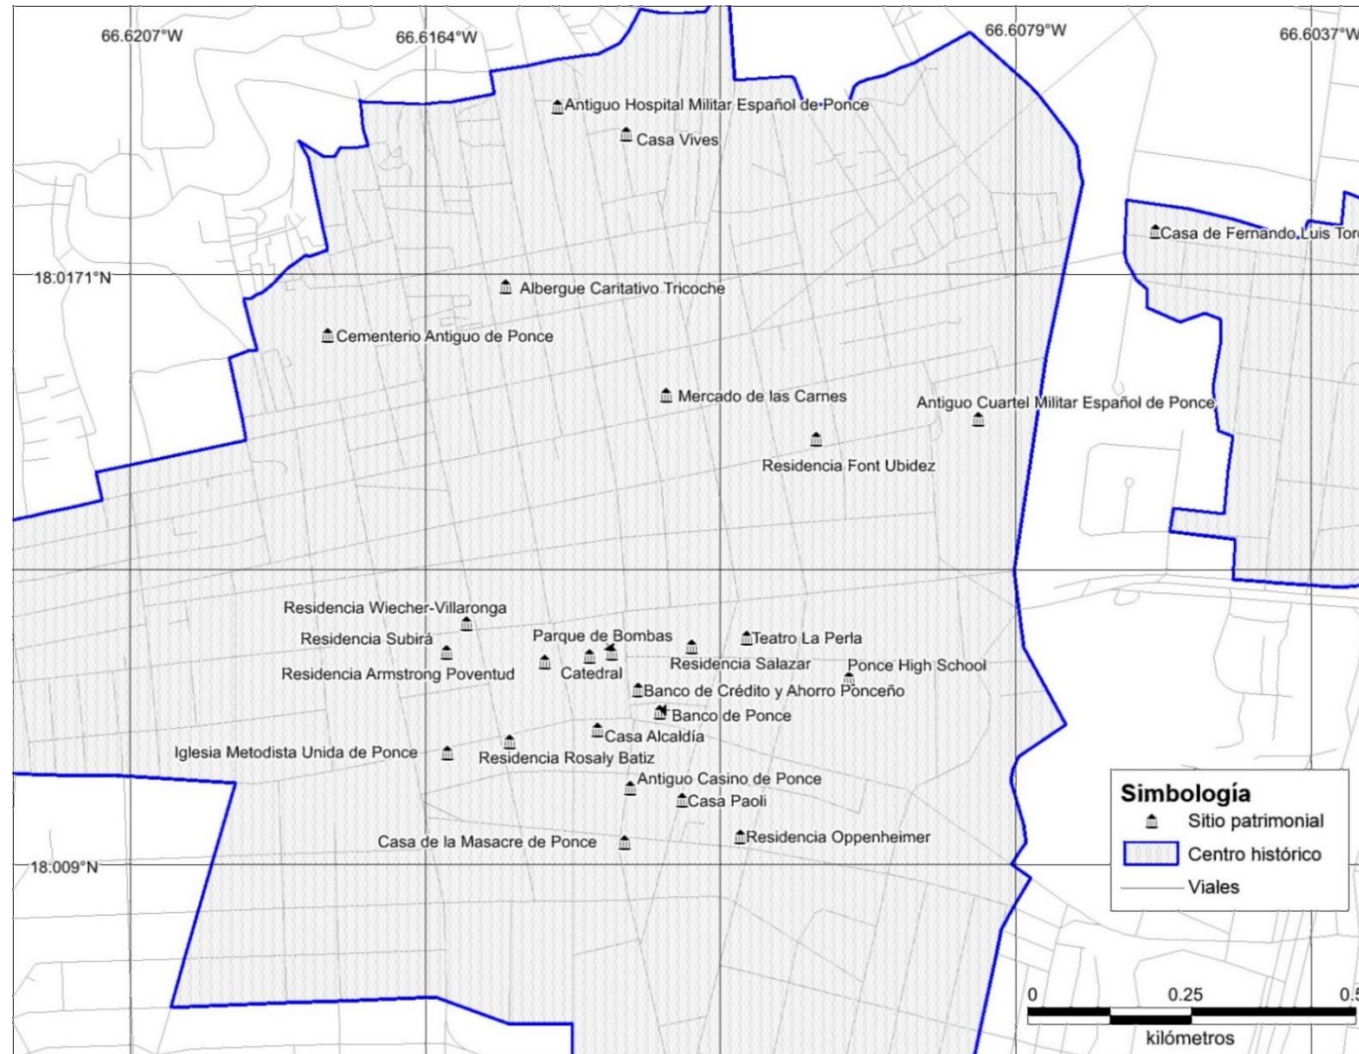 66.6207°W
66.6164°W
66.6079°W
66.6037°W
Antiguo Hospital Militar Español de Ponce
Casa Vives
Casa de Fernando Luis Tor
18.0171°N
Albergue Caritativo Tricoche
Cementerio Antiguo de Ponce
Mercado de las Carnes
Antiguo Cuartel Militar Español de Ponce
Residencia Font Ubidez
Residencia Wiecher-Villaronga
Residencia Subirá
Parque de Bombas
Teatro La Perla
Residencia Armstrong Poventud
Catedral
Residencia Salazar
Ponce High School
Banco de Crédito y Ahorro Ponceño
Banco de Ponce
Casa Alcaldía
Iglesia Metodista Unida de Ponce
Residencia Rosaly Batiz
Antiguo Casino de Ponce
Casa Paoli
Casa de la Masacre de Ponce
Residencia Oppenheimer
18.009°N
Simbología
Sitio patrimonial
Centro histórico
Viales
0 0.25 0.5
kilómetros